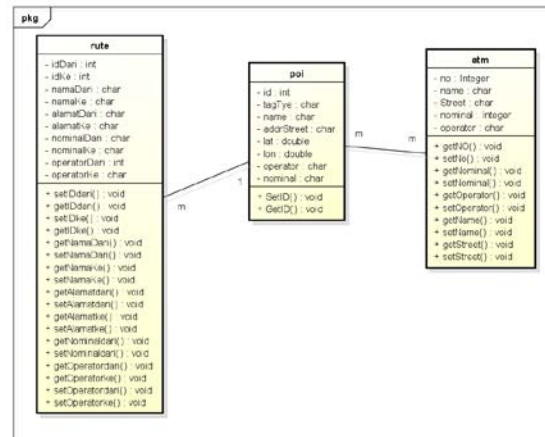 pkg
rute
- idDari : int
- idKe : int
- namaDari : char
- namaKe : char
- alamatDari : char
- alamatKe : char
- nominalDari : char
- nominalKe : char
- operatorDari : int
- operatorKe : char
+ setIDdari() : void
+ getIDdari() : void
+ setIDke() : void
+ getIDke() : void
+ getNamaDari() : void
+ setNamaDari() : void
+ getNamaKe() : void
+ setNamaKe() : void
+ getAlamatdari() : void
+ setAlamatdari() : void
+ getAlamatke() : void
+ setAlamatke() : void
+ getNominaldari() : void
+ setNominaldari() : void
+ getOperatordari() : void
+ getOperatorke() : void
+ setOperatordari() : void
+ setOperatorke() : void
m
1
poi
- id : int
- tagTye : char
- name : char
- addrStreet : char
- lat : double
- lon : double
- operator : char
- nominal : char
+ SetID() : void
+ GetID() : void
m
m
atm
- no : Integer
- name : char
- Street : char
- nominal : Integer
- operator : char
+ getNO() : void
+ setNo() : void
+ getNominal() : void
+ setNominal() : void
+ getOperator() : void
+ setOperator() : void
+ getName() : void
+ setName() : void
+ getStreet() : void
+ setStreet() : void